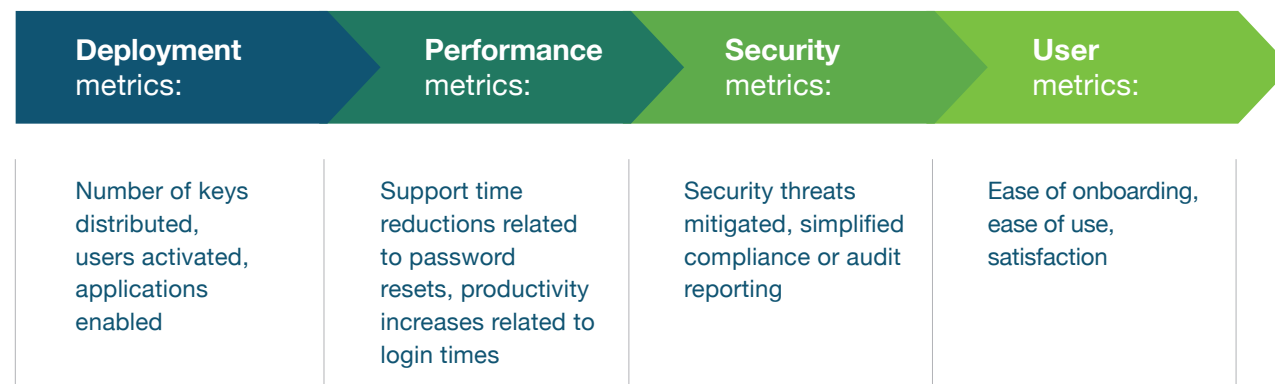 Deployment
metrics:
Performance
metrics:
Security
metrics:
User
metrics:
Number of keys
distributed,
users activated,
applications
enabled
Support time
reductions related
to password
resets, productivity
increases related to
login times
Security threats
mitigated, simplified
compliance or audit
reporting
Ease of onboarding,
ease of use,
satisfaction